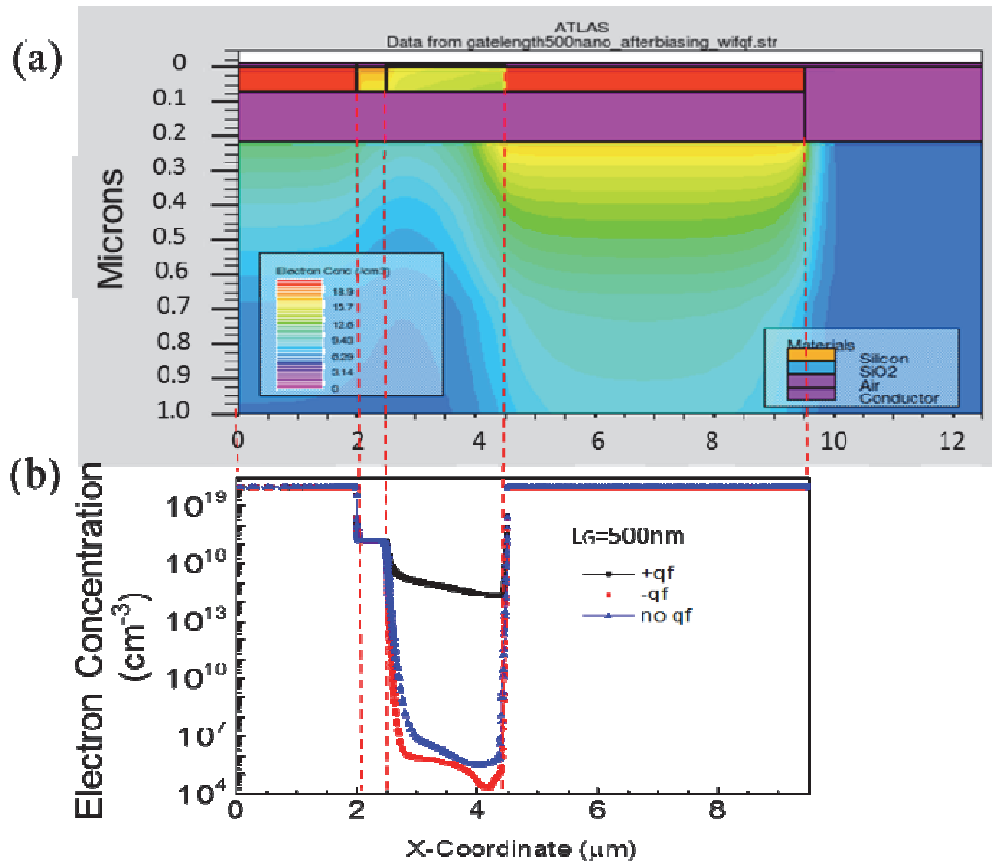 (a)
ATLAS
Data from gatelength500nano_afterbiasing_wifqf.str
Microns
0
0.1
0.2
0.3
0.4
0.5
0.6
0.7
0.8
0.9
1.0
Electron Conc (/cm3)
18.9
15.7
12.6
9.43
6.29
3.14
0
Materials
Silicon
SiO2
Air
Conductor
0 2 4 6 8 10 12
(b)
Electron Concentration
(cm⁻³)
10¹⁹
10¹⁶
10¹³
10¹⁰
10⁷
10⁴
LG=500nm
+qf
-qf
no qf
0 2 4 6 8
X-Coordinate (μm)